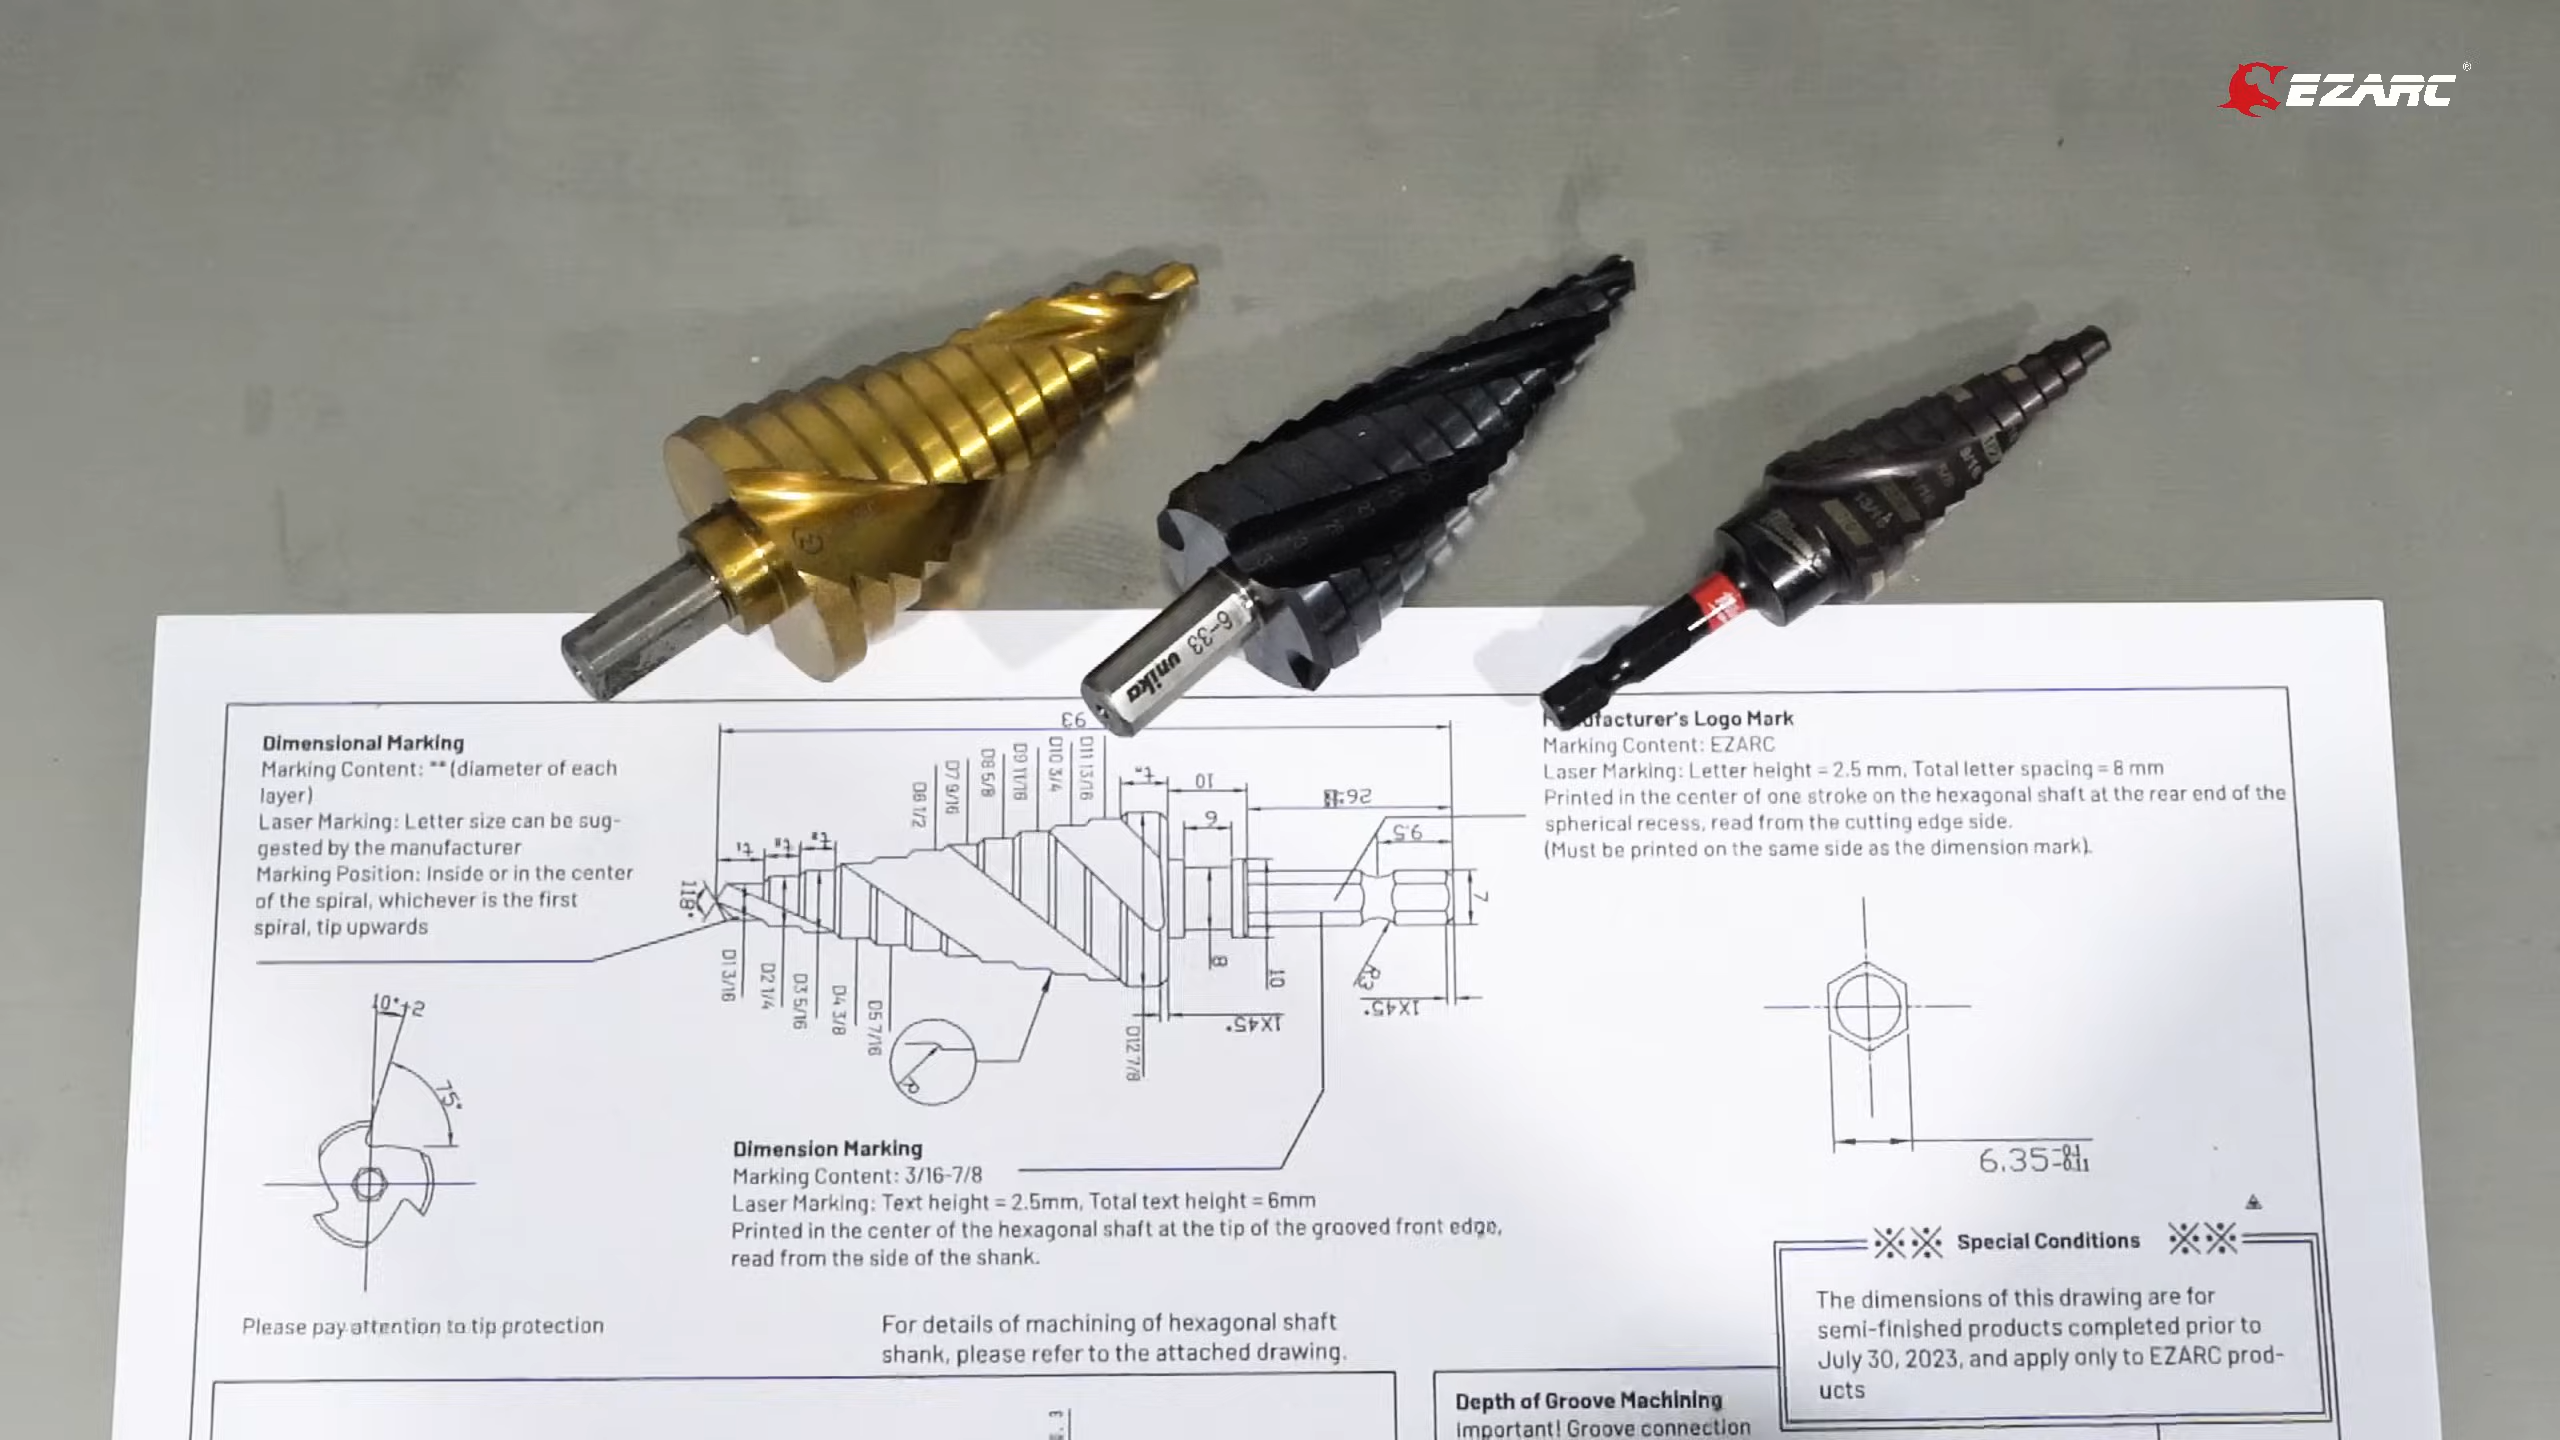 EZARC®
6-33 unika
Dimensional Marking
Marking Content: "" (diameter of each
layer)
Laser Marking: Letter size can be sug-
gested by the manufacturer
Marking Position: Inside or in the center
of the spiral, whichever is the first
spiral, tip upwards
93
D6 1/2
D7 9/16
D8 5/8
D9 11/16
D10 3/4
D11 13/16
10
6
9.5
7
118°
D1 3/16
D2 1/4
D3 5/16
D4 3/8
D5 7/16
D12 7/8
8
10
R3
1X45°
1X45°
R
Logo Mark
Marking Content: EZARC
Laser Marking: Letter height = 2.5 mm, Total letter spacing = 8 mm
Printed in the center of one stroke on the hexagonal shaft at the rear end of the
spherical recess, read from the cutting edge side.
(Must be printed on the same side as the dimension mark).
10°+2
75°
Dimension Marking
Marking Content: 3/16-7/8
Laser Marking: Text height = 2.5mm, Total text height = 6mm
Printed in the center of the hexagonal shaft at the tip of the grooved front edge,
read from the side of the shank.
6.35
Please pay attention to tip protection
For details of machining of hexagonal shaft
shank, please refer to the attached drawing.
※※ Special Conditions ※※
The dimensions of this drawing are for
semi-finished products completed prior to
July 30, 2023, and apply only to EZARC prod-
ucts
Depth of Groove Machining
Important! Groove connection